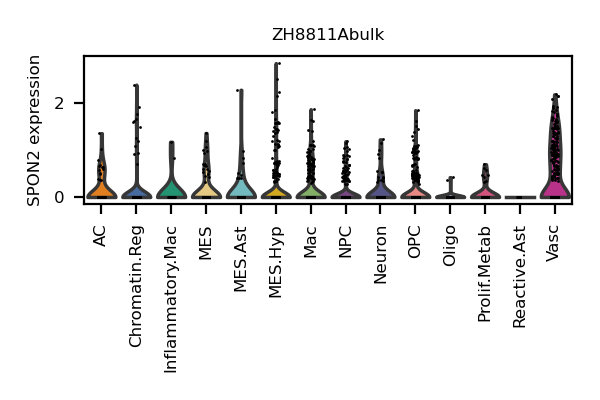 ZH8811Abulk
SPON2 expression
2
0
AC
Chromatin.Reg
Inflammatory.Mac
MES
MES.Ast
MES.Hyp
Mac
NPC
Neuron
OPC
Oligo
Prolif.Metab
Reactive.Ast
Vasc